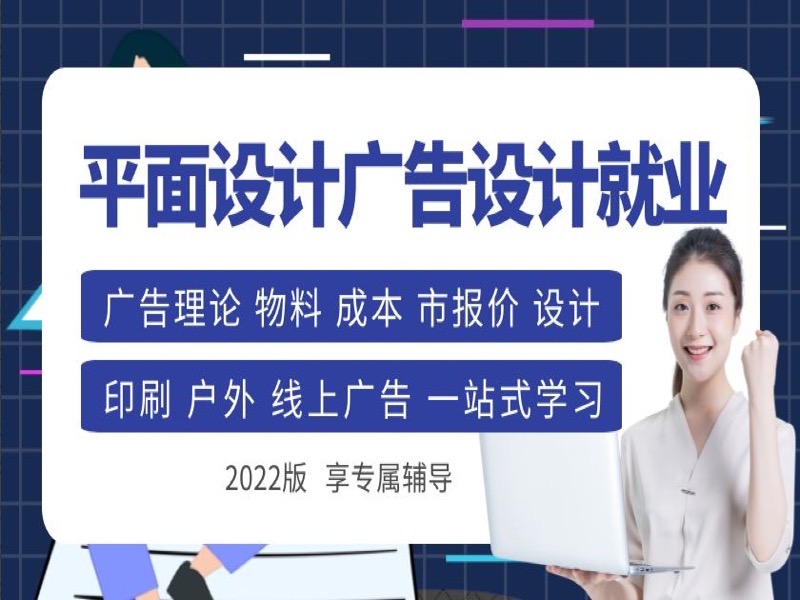 平面设计广告设计就业
广告理论 物料 成本 市报价 设计
印刷 户外 线上广告 一站式学习
2022版 享专属辅导